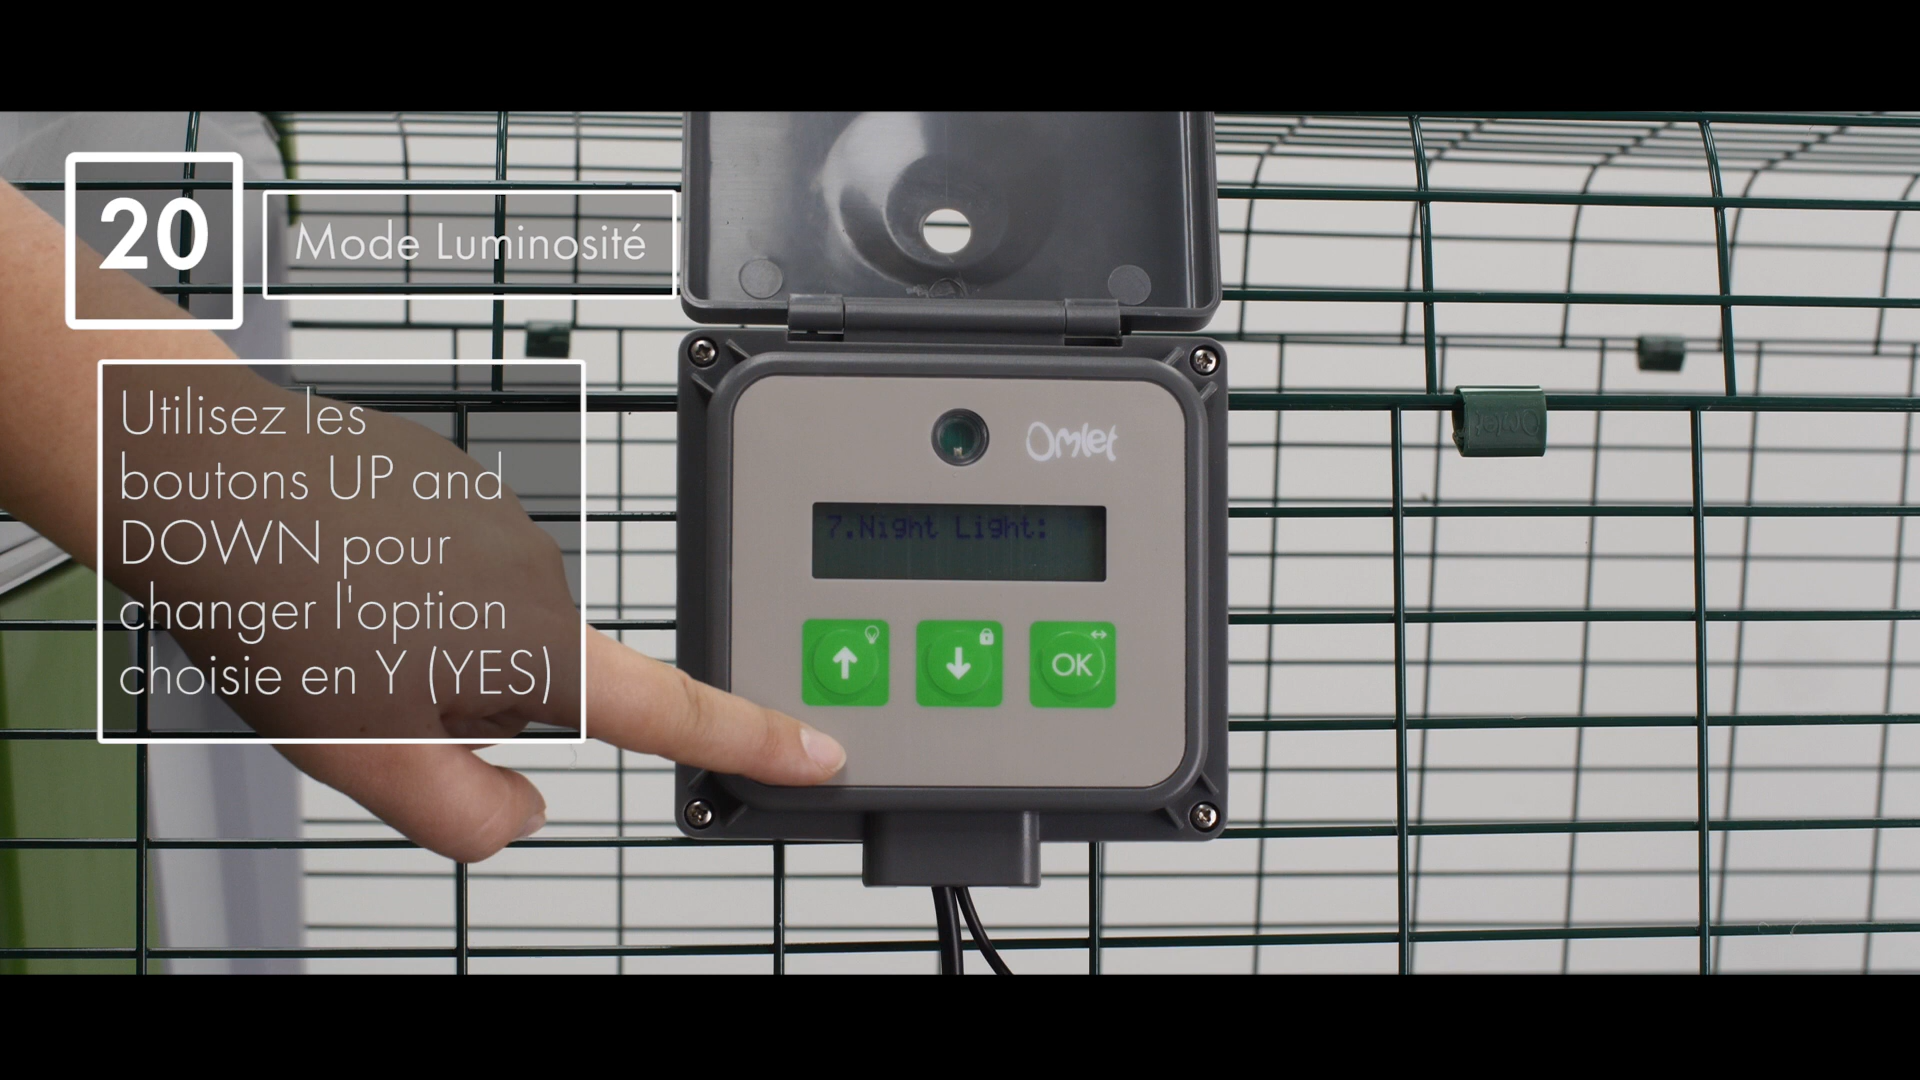 20
Mode Luminosité
Utilisez les
boutons UP and
DOWN pour
changer l'option
choisie en Y (YES)
Omlet
7.Night Light:
OK
Omlet